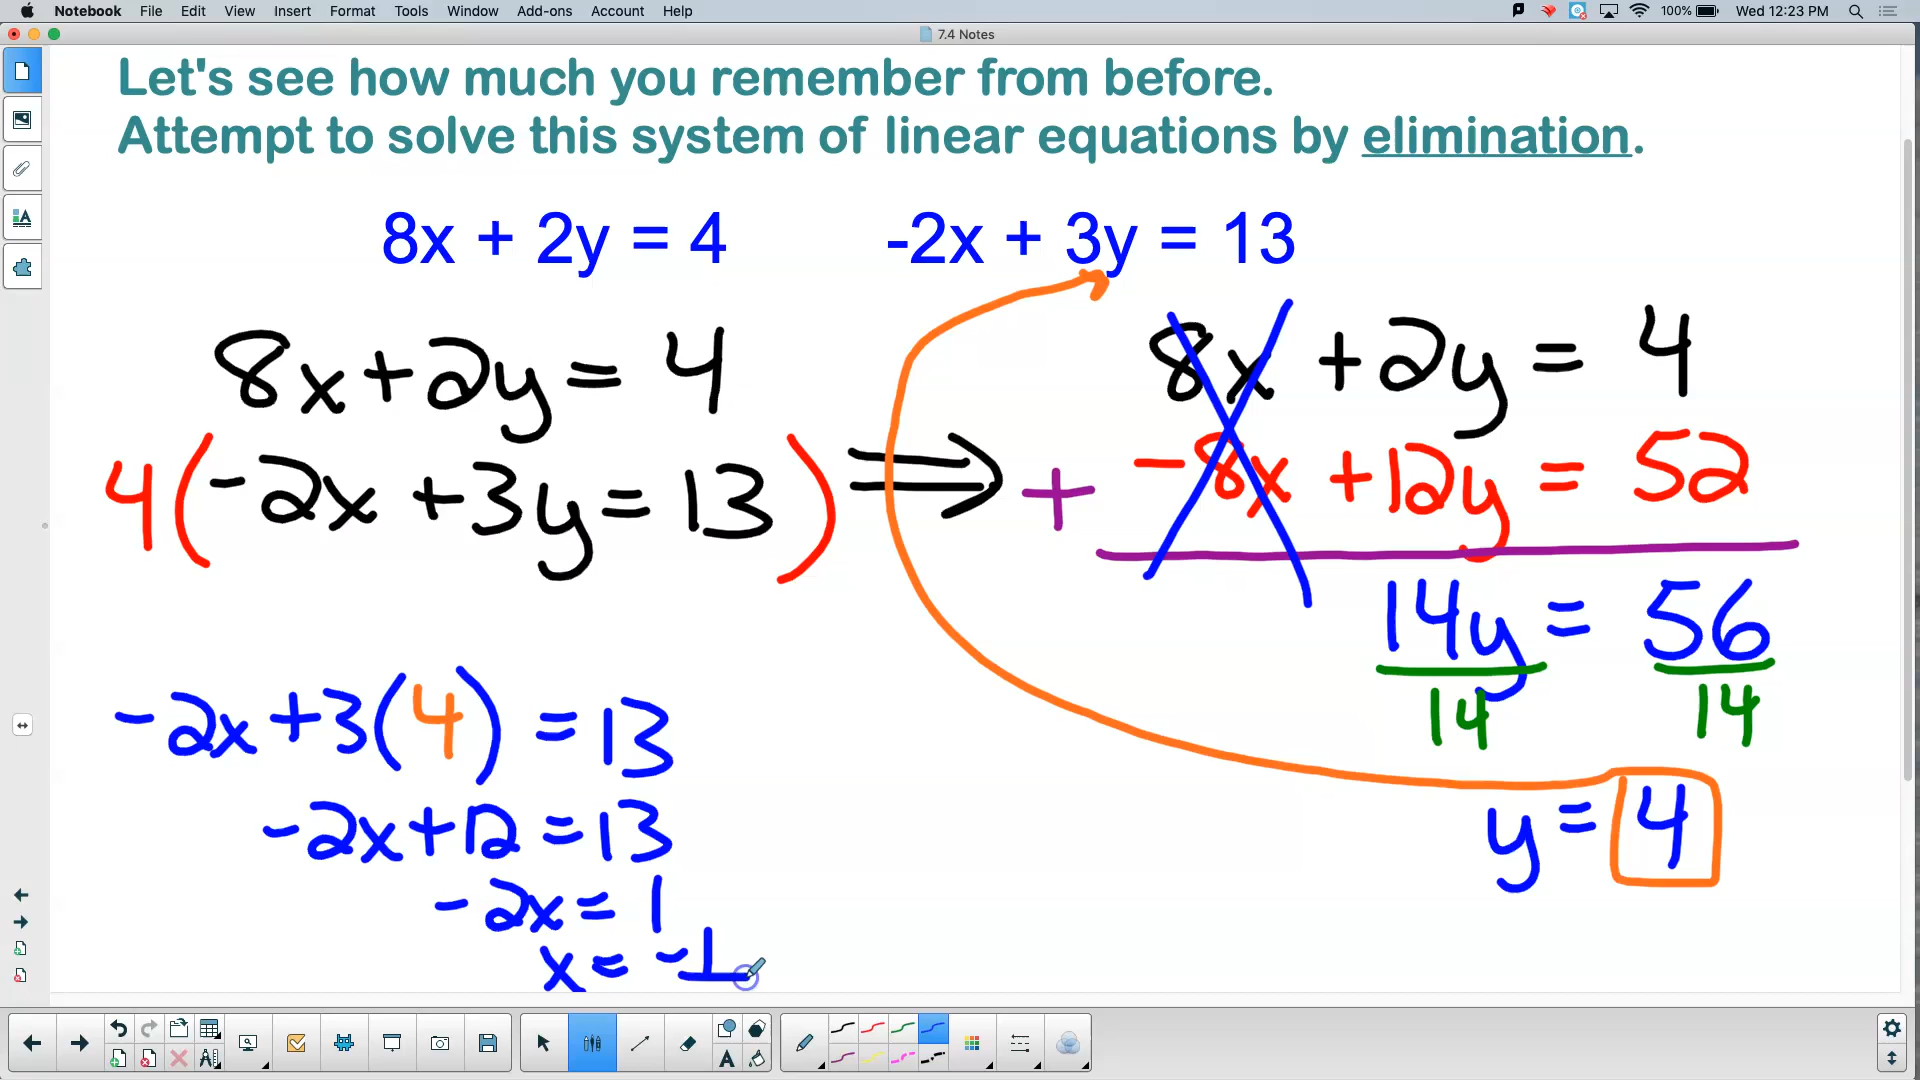 Notebook File Edit View Insert Format Tools Window Add-ons Account Help 100% Wed 12:23 PM
7.4 Notes
Let's see how much you remember from before.
Attempt to solve this system of linear equations by elimination.
8x + 2y = 4 -2x + 3y = 13
8x+2y=4
4(-2x+3y=13)
⇒
8x+2y=4
+ -8x+12y=52
14y=56
14 14
y=4
-2x+3(4)=13
-2x+12=13
-2x=1
x=-1
A